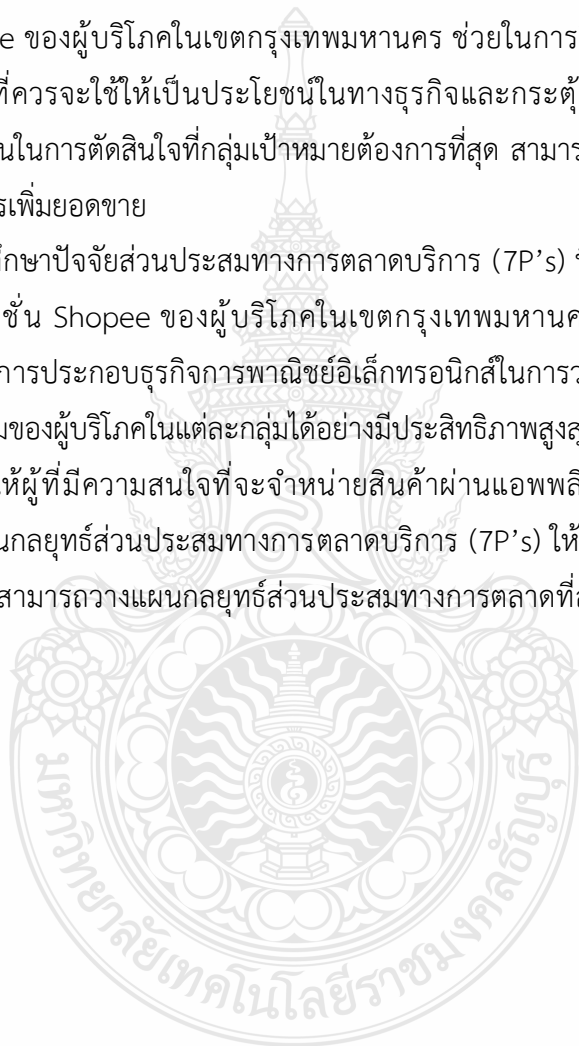 e ของผู้บริโภคในเขตกรุงเทพมหานคร ช่วยในการ
ที่ควรจะใช้ให้เป็นประโยชน์ในทางธุรกิจและกระตุ้
นในการตัดสินใจที่กลุ่มเป้าหมายต้องการที่สุด สามาร
รเพิ่มยอดขาย
ศึกษาปัจจัยส่วนประสมทางการตลาดบริการ (7P's)
ชั่น Shopee ของผู้บริโภคในเขตกรุงเทพมหานค
การประกอบธุรกิจการพาณิชย์อิเล็กทรอนิกส์ในการว
มของผู้บริโภคในแต่ละกลุ่มได้อย่างมีประสิทธิภาพสูงสุ
ให้ผู้ที่มีความสนใจที่จะจำหน่ายสินค้าผ่านแอพพลิ
นกลยุทธ์ส่วนประสมทางการตลาดบริการ (7P's) ให้
สามารถวางแผนกลยุทธ์ส่วนประสมทางการตลาดที่
มหาวิทยาลัยเทคโนโลยีราชมงคลธัญบุรี